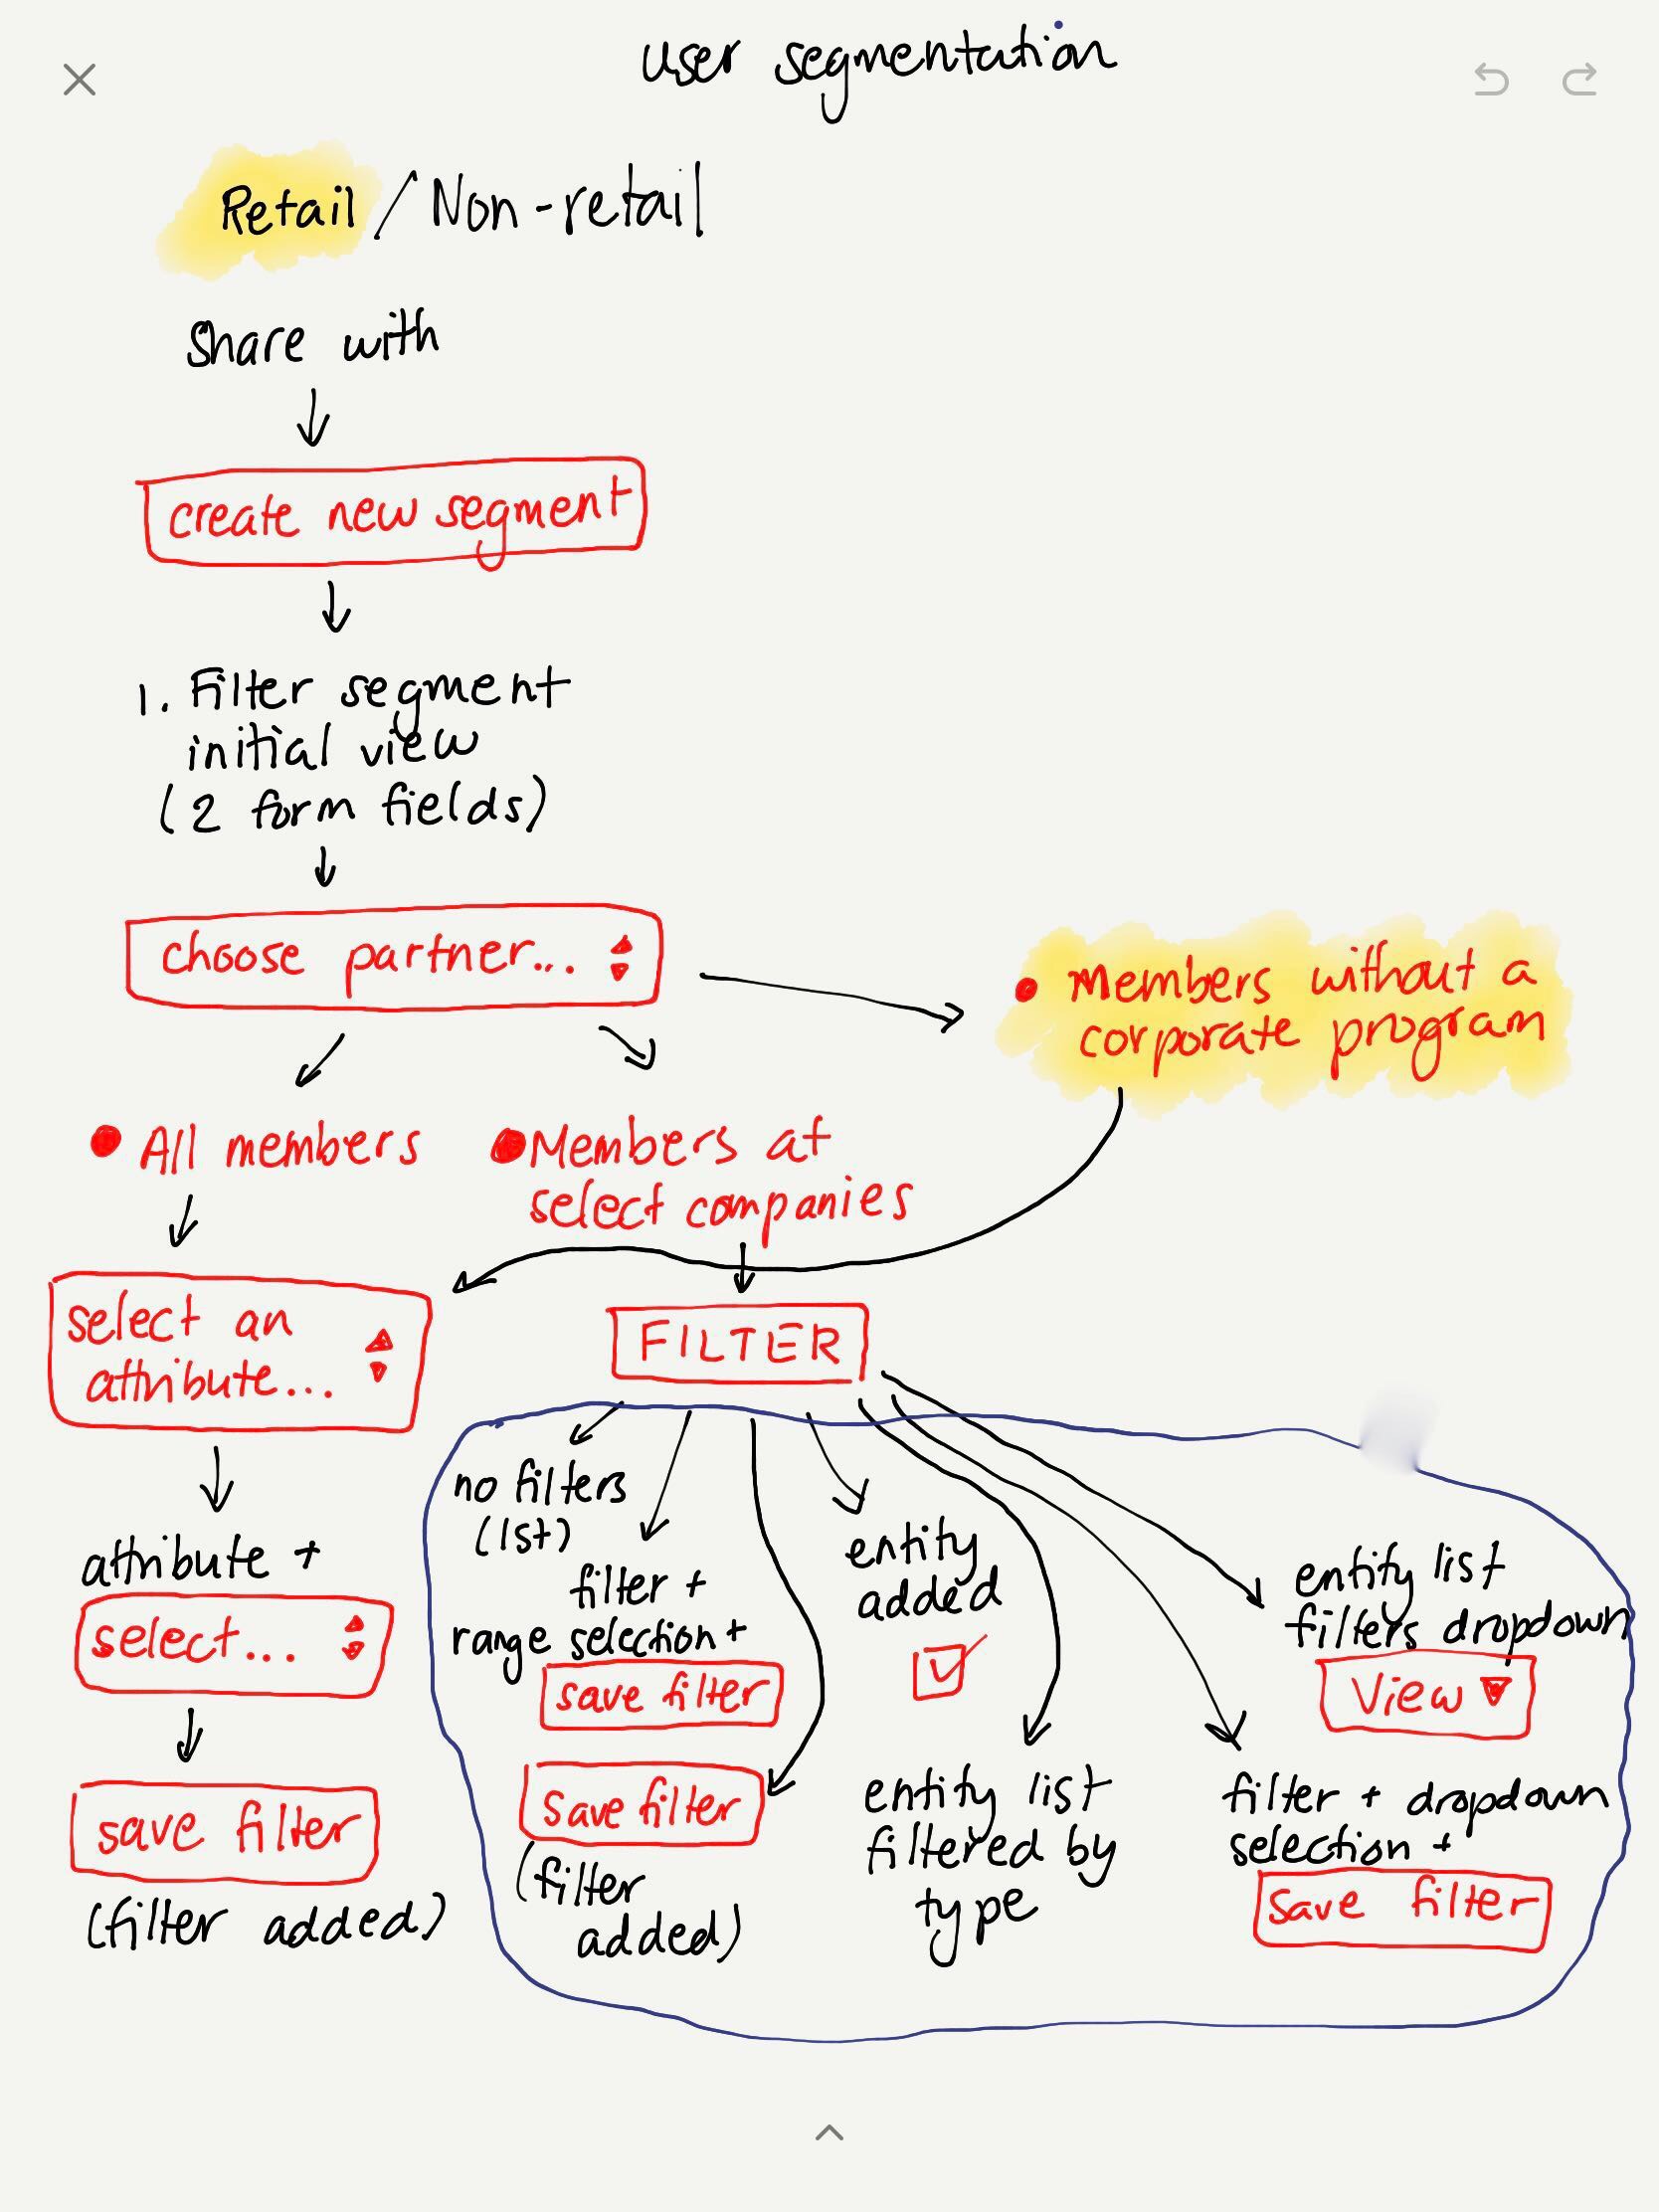 user segmentation
Retail / Non-retail
Share with
create new segment
1. Filter segment
initial view
(2 form fields)
choose partner...
• Members without a
corporate program
• All members
• Members at
select companies
select an
attribute...
FILTER
attribute +
select...
save filter
(filter added)
no filters
(1st)
filter +
range selection +
save filter
save filter
(filter
added)
entity
added
entity list
filtered by
type
entity list
filters dropdown
View
filter + dropdown
selection +
save filter